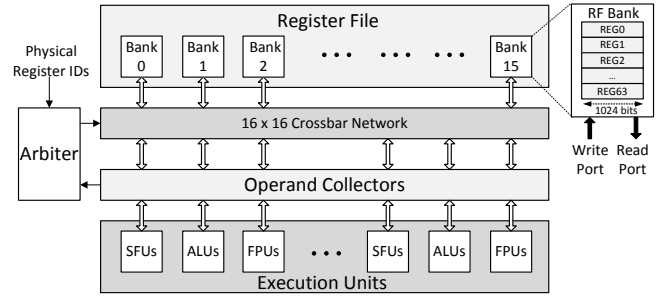 Register File
RF Bank
Physical
Register IDs
Bank
0
Bank
1
Bank
2
... ... ...
Bank
15
REG0
REG1
REG2
...
REG63
1024 bits
Write
Port
Read
Port
16 x 16 Crossbar Network
Arbiter
Operand Collectors
SFUs
ALUs
FPUs
...
SFUs
ALUs
FPUs
Execution Units